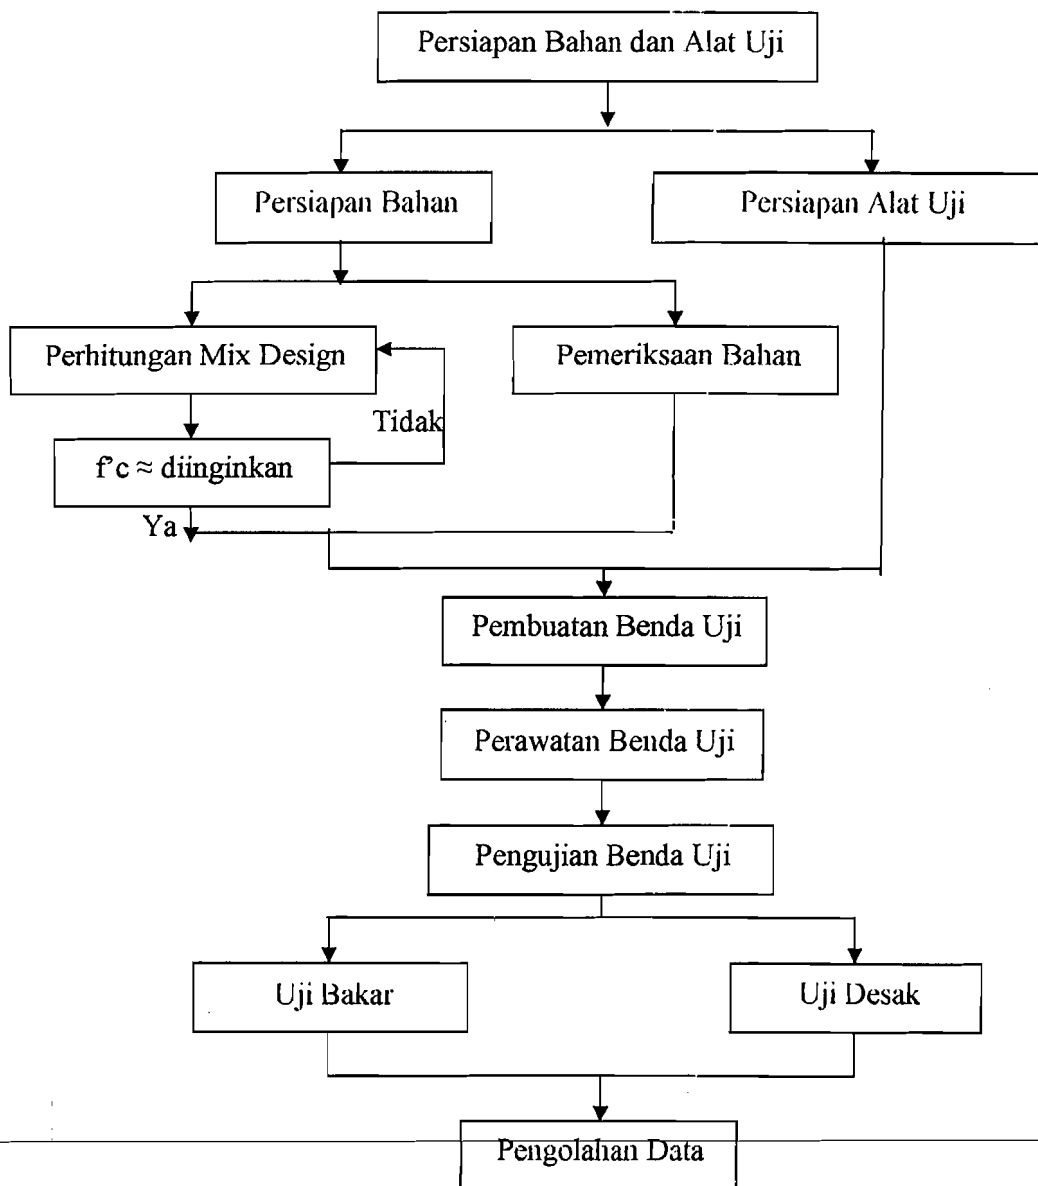 Persiapan Bahan dan Alat Uji
Persiapan Bahan
Persiapan Alat Uji
Perhitungan Mix Design
Pemeriksaan Bahan
Tidak
f'c ≈ diinginkan
Ya
Pembuatan Benda Uji
Perawatan Benda Uji
Pengujian Benda Uji
Uji Bakar
Uji Desak
Pengolahan Data